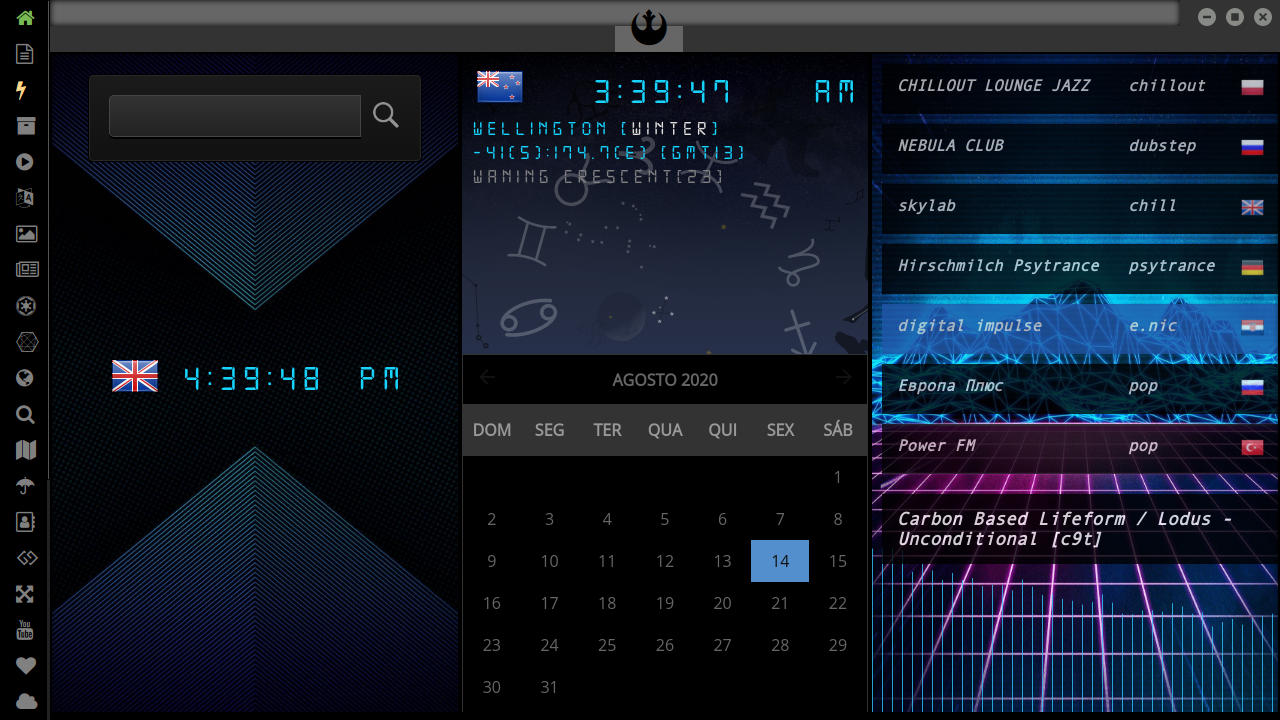 3:39:47 AM
WELLINGTON (WINTER)
-41(S):174.7(E) (GMT13)
WANING CRESCENT(23)
4:39:48 PM
AGOSTO 2020
DOM SEG TER QUA QUI SEX SÁB
1
2 3 4 5 6 7 8
9 10 11 12 13 14 15
16 17 18 19 20 21 22
23 24 25 26 27 28 29
30 31
CHILLOUT LOUNGE JAZZ chillout
NEBULA CLUB dubstep
skylab chill
Hirschmilch Psytrance psytrance
digital impulse e.nic
Европа Плюс pop
Power FM pop
Carbon Based Lifeform / Lodus -
Unconditional [c9t]
You
Tube